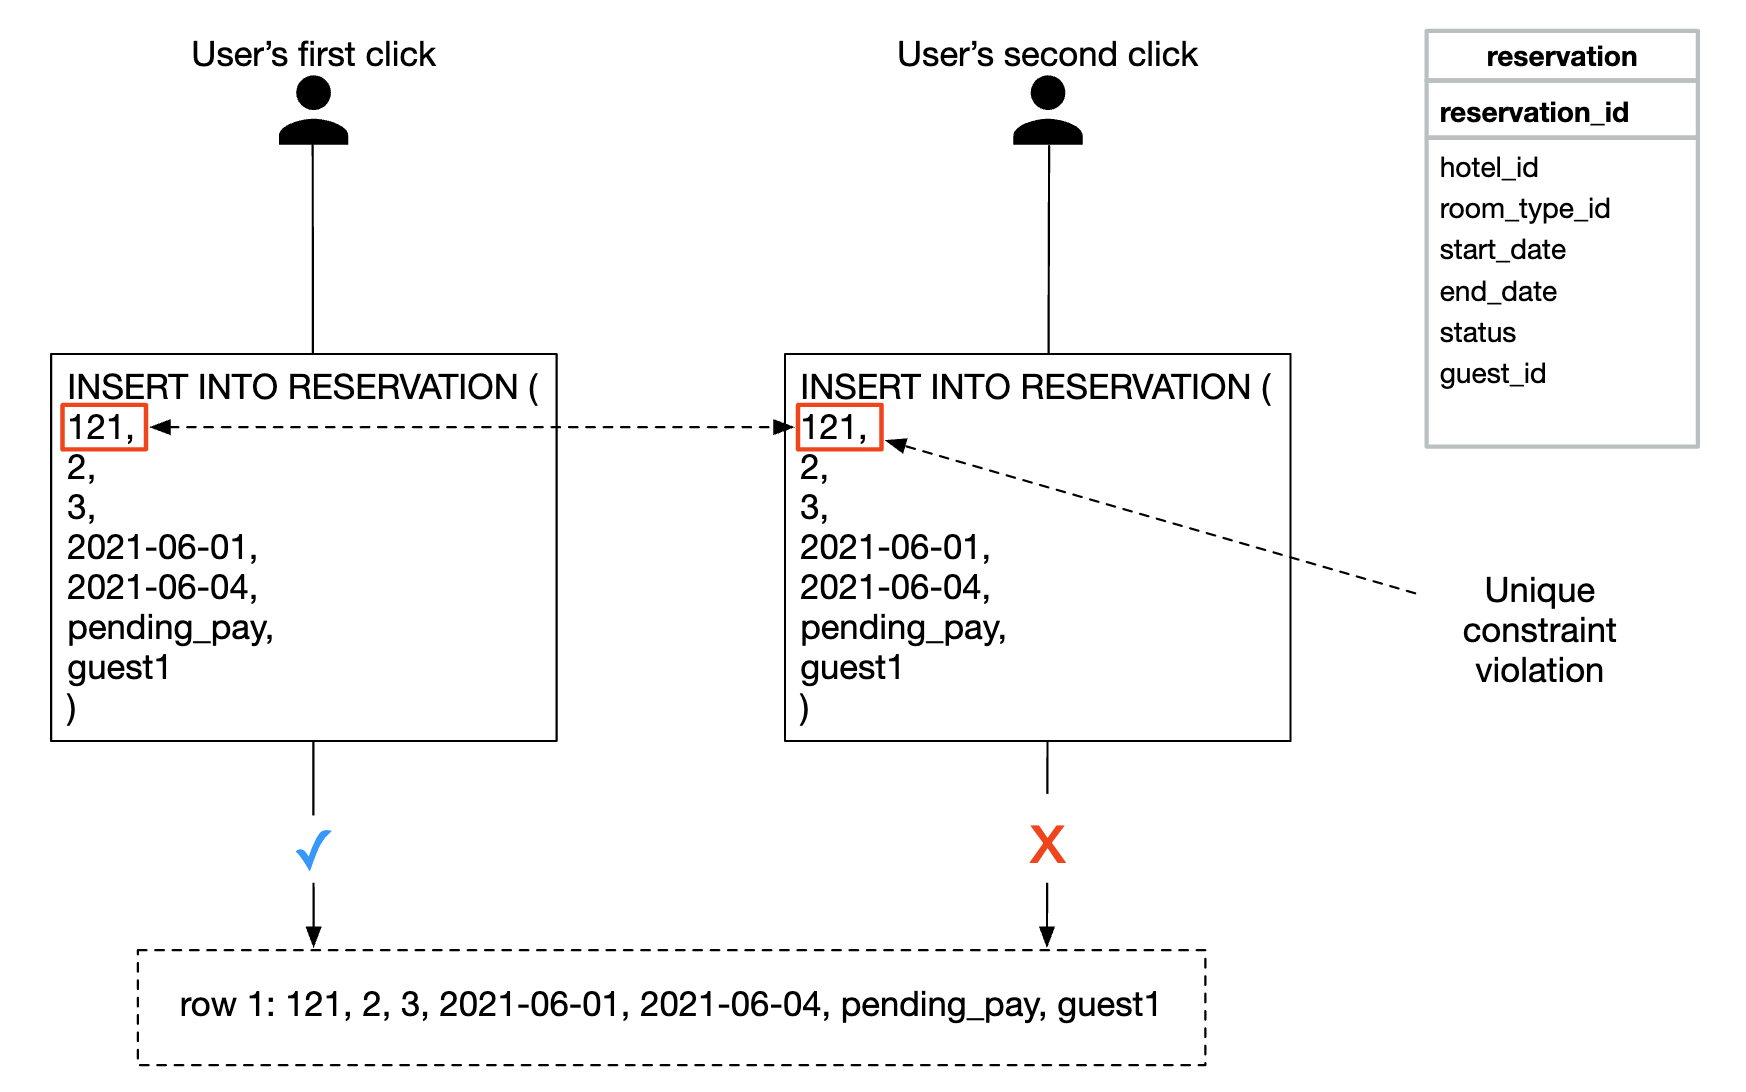 User’s first click
User’s second click
reservation
reservation_id
hotel_id
room_type_id
start_date
end_date
status
guest_id
INSERT INTO RESERVATION (
121,
2,
3,
2021-06-01,
2021-06-04,
pending_pay,
guest1
)
INSERT INTO RESERVATION (
121,
2,
3,
2021-06-01,
2021-06-04,
pending_pay,
guest1
)
Unique
constraint
violation
X
row 1: 121, 2, 3, 2021-06-01, 2021-06-04, pending_pay, guest1